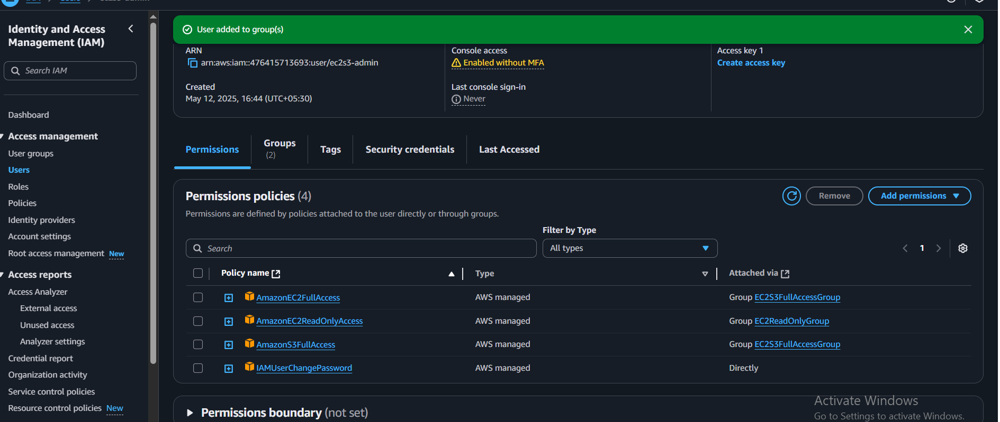 Identity and Access
Management (IAM)
Search IAM
Dashboard
Access management
User groups
Users
Roles
Policies
Identity providers
Account settings
Root access management New
Access reports
Access Analyzer
External access
Unused access
Analyzer settings
Credential report
Organization activity
Service control policies
Resource control policies New
User added to group(s)
ARN
arn:aws:iam::476415713693:user/ec2s3-admin
Console access
Enabled without MFA
Access key 1
Create access key
Created
May 12, 2025, 16:44 (UTC+05:30)
Last console sign-in
Never
Permissions
Groups
(2)
Tags
Security credentials
Last Accessed
Permissions policies (4)
Remove
Add permissions
Permissions are defined by policies attached to the user directly or through groups.
Filter by Type
Search
All types
1
Policy name
Type
Attached via
AmazonEC2FullAccess AWS managed Group EC2S3FullAccessGroup
AmazonEC2ReadOnlyAccess AWS managed Group EC2ReadOnlyGroup
AmazonS3FullAccess AWS managed Group EC2S3FullAccessGroup
IAMUserChangePassword AWS managed Directly
Permissions boundary (not set)
Activate Windows
Go to Settings to activate Windows.